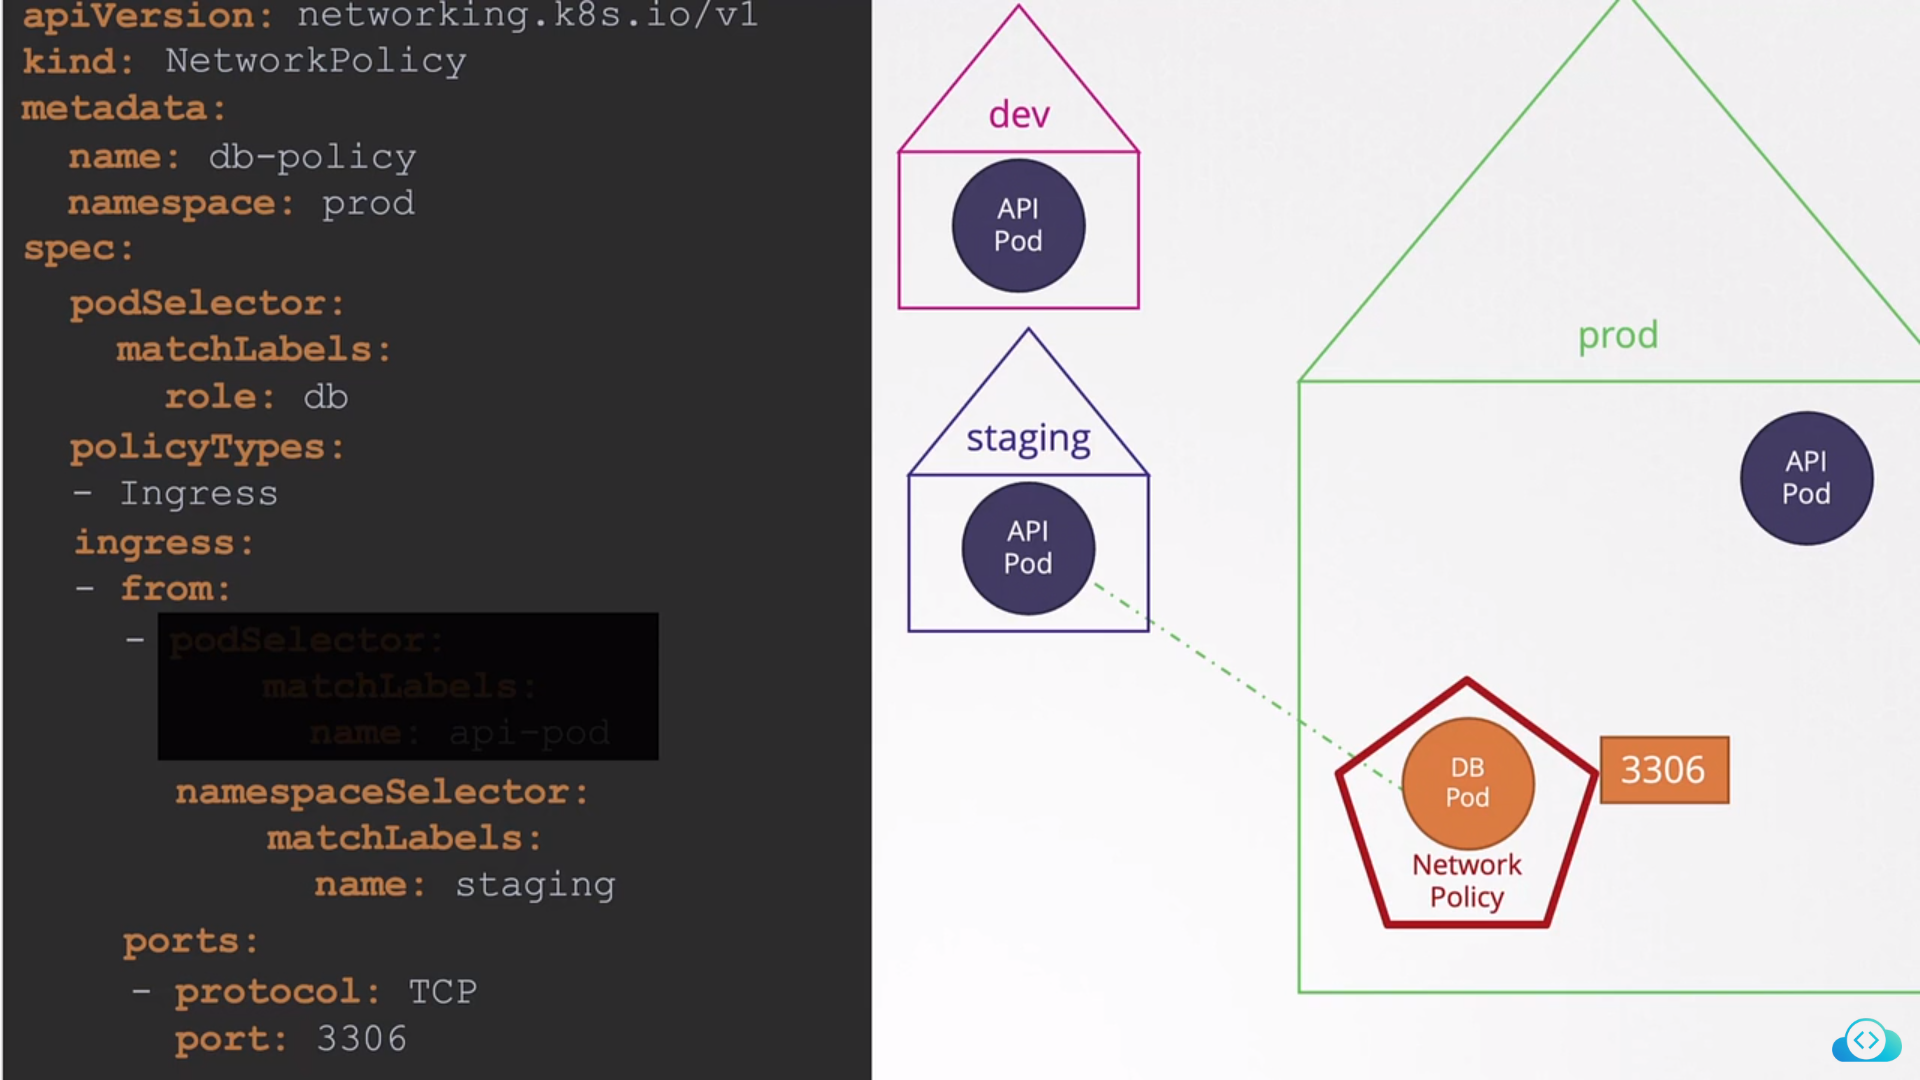 apiVersion: networking.k8s.io/v1
kind: NetworkPolicy
metadata:
  name: db-policy
  namespace: prod
spec:
  podSelector:
    matchLabels:
      role: db
  policyTypes:
  - Ingress
  ingress:
  - from:
    - podSelector:
        matchLabels:
          name: api-pod
      namespaceSelector:
        matchLabels:
          name: staging
    ports:
    - protocol: TCP
      port: 3306
dev
API
Pod
staging
API
Pod
prod
API
Pod
DB
Pod
Network
Policy
3306